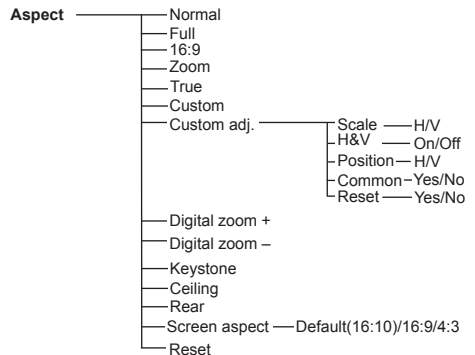 Aspect Normal
Full
16:9
Zoom
True
Custom
Custom adj. Scale H/V
H&V On/Off
Position H/V
Common Yes/No
Reset Yes/No
Digital zoom +
Digital zoom –
Keystone
Ceiling
Rear
Screen aspect Default(16:10)/16:9/4:3
Reset